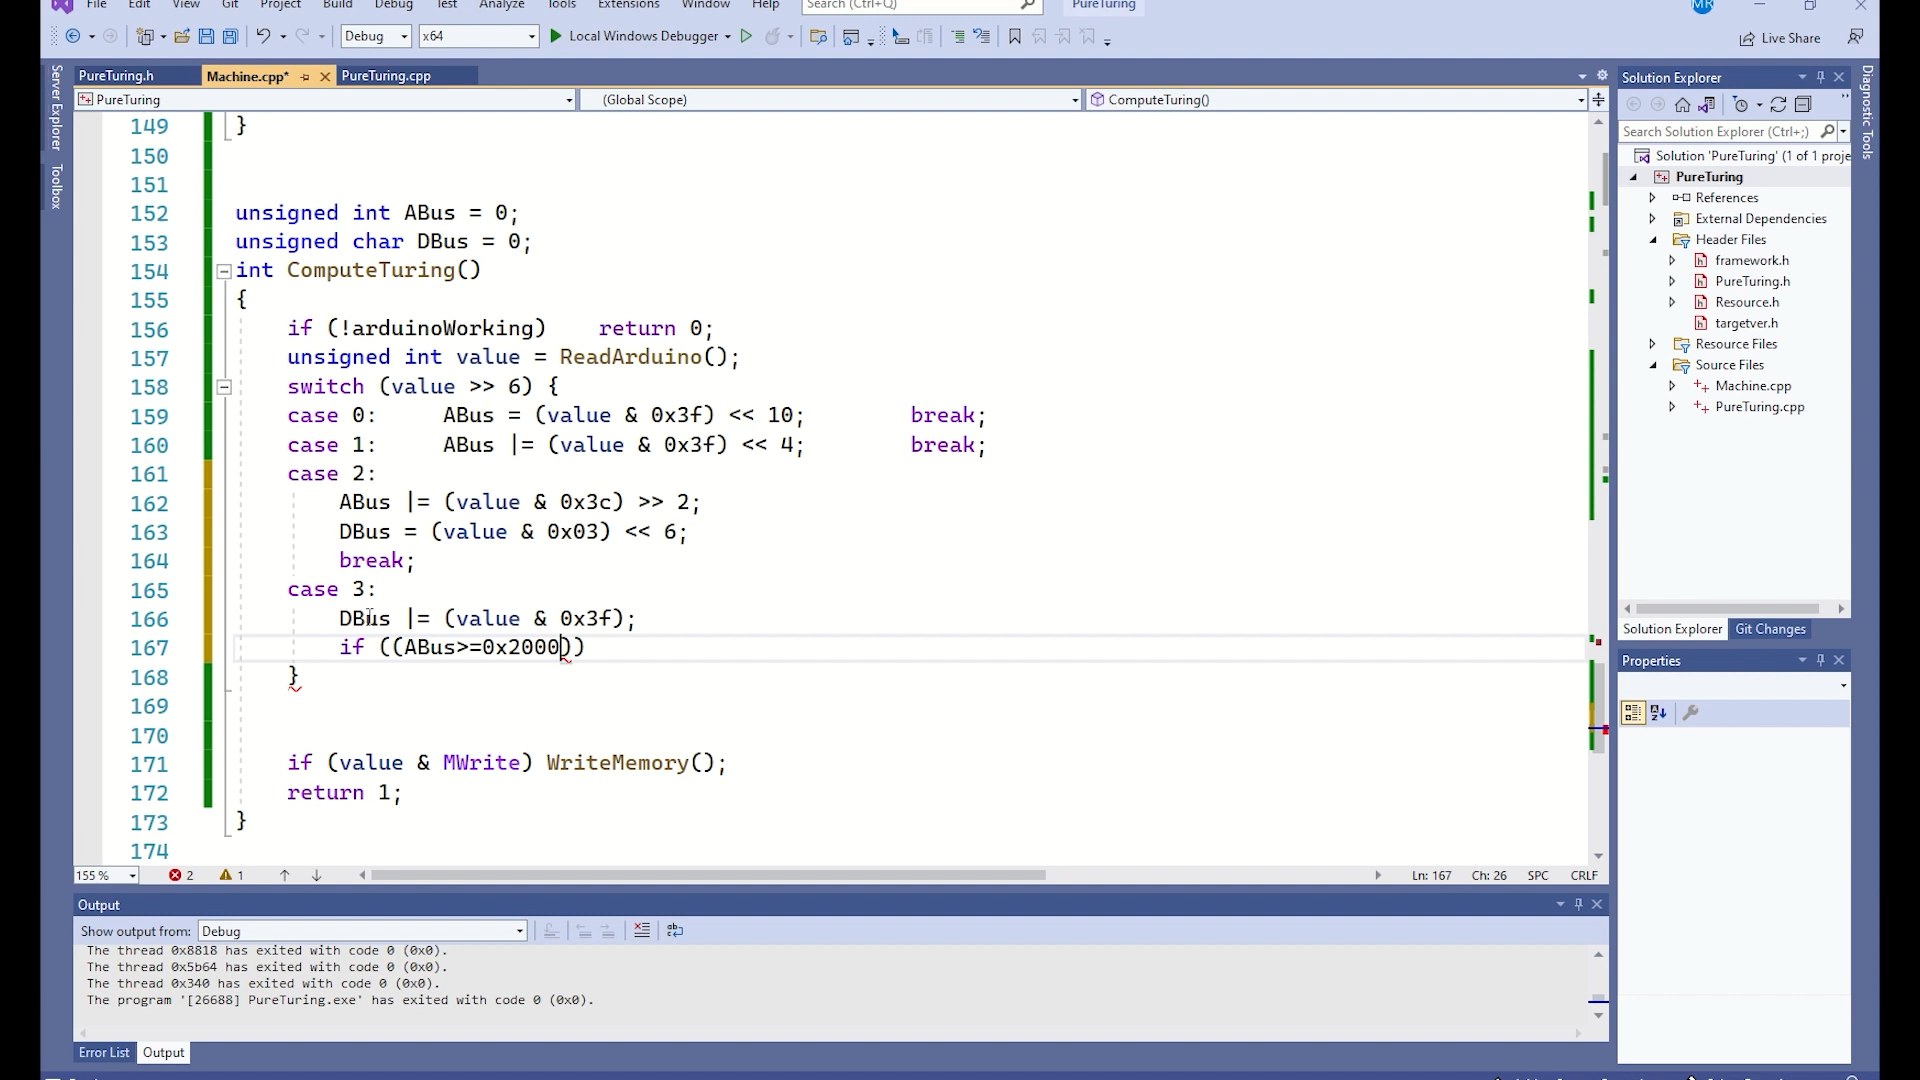 File Edit View Git Project Build Debug Test Analyze Tools Extensions Window Help Search (Ctrl+Q) PureTuring MR
Debug x64 Local Windows Debugger Live Share
PureTuring.h Machine.cpp* PureTuring.cpp
PureTuring (Global Scope) ComputeTuring()
Server Explorer
Toolbox
149 }
150
151
152 unsigned int ABus = 0;
153 unsigned char DBus = 0;
154 int ComputeTuring()
155 {
156 if (!arduinoWorking) return 0;
157 unsigned int value = ReadArduino();
158 switch (value >> 6) {
159 case 0: ABus = (value & 0x3f) << 10; break;
160 case 1: ABus |= (value & 0x3f) << 4; break;
161 case 2:
162 ABus |= (value & 0x3c) >> 2;
163 DBus = (value & 0x03) << 6;
164 break;
165 case 3:
166 DBus |= (value & 0x3f);
167 if ((ABus>=0x2000))
168 }
169
170
171 if (value & MWrite) WriteMemory();
172 return 1;
173 }
174
155 % 2 1 Ln: 167 Ch: 26 SPC CRLF
Output
Show output from: Debug
The thread 0x8818 has exited with code 0 (0x0).
The thread 0x5b64 has exited with code 0 (0x0).
The thread 0x340 has exited with code 0 (0x0).
The program '[26688] PureTuring.exe' has exited with code 0 (0x0).
Error List Output
Solution Explorer
Search Solution Explorer (Ctrl+;)
Solution 'PureTuring' (1 of 1 proje
PureTuring
References
External Dependencies
Header Files
framework.h
PureTuring.h
Resource.h
targetver.h
Resource Files
Source Files
Machine.cpp
PureTuring.cpp
Solution Explorer Git Changes
Properties
Diagnostic Tools